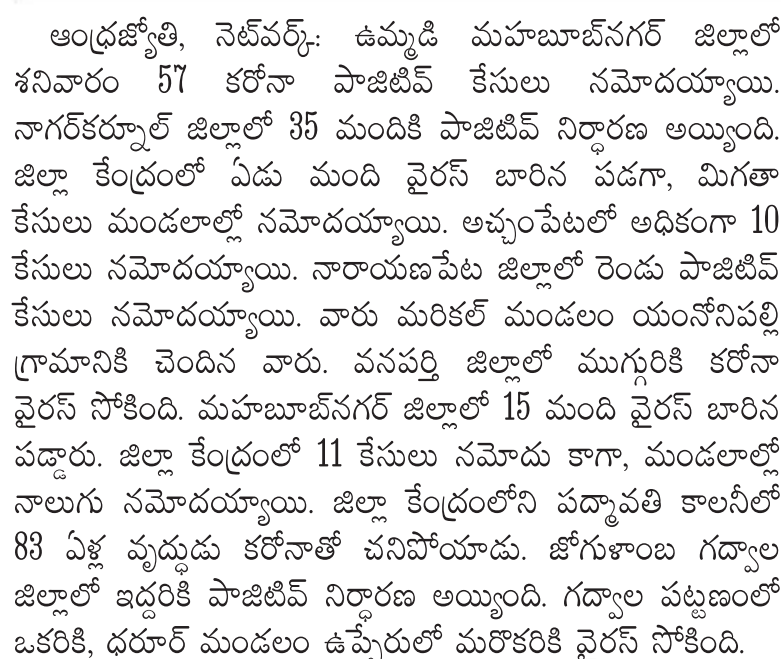 ఆంధ్రజ్యోతి, నెట్‌వర్క్: ఉమ్మడి మహబూబ్‌నగర్ జిల్లాలో
శనివారం 57 కరోనా పాజిటివ్ కేసులు నమోదయ్యాయి.
నాగర్‌కర్నూల్ జిల్లాలో 35 మందికి పాజిటివ్ నిర్ధారణ అయ్యింది.
జిల్లా కేంద్రంలో ఏడు మంది వైరస్ బారిన పడగా, మిగతా
కేసులు మండలాల్లో నమోదయ్యాయి. అచ్చంపేటలో అధికంగా 10
కేసులు నమోదయ్యాయి. నారాయణపేట జిల్లాలో రెండు పాజిటివ్
కేసులు నమోదయ్యాయి. వారు మరికల్ మండలం యంనోనిపల్లి
గ్రామానికి చెందిన వారు. వనపర్తి జిల్లాలో ముగ్గురికి కరోనా
వైరస్ సోకింది. మహబూబ్‌నగర్ జిల్లాలో 15 మంది వైరస్ బారిన
పడ్డారు. జిల్లా కేంద్రంలో 11 కేసులు నమోదు కాగా, మండలాల్లో
నాలుగు నమోదయ్యాయి. జిల్లా కేంద్రంలోని పద్మావతి కాలనీలో
83 ఏళ్ల వృద్ధుడు కరోనాతో చనిపోయాడు. జోగుళాంబ గద్వాల
జిల్లాలో ఇద్దరికి పాజిటివ్ నిర్ధారణ అయ్యింది. గద్వాల పట్టణంలో
ఒకరికి, ధరూర్ మండలం ఉప్పేరులో మరొకరికి వైరస్ సోకింది.